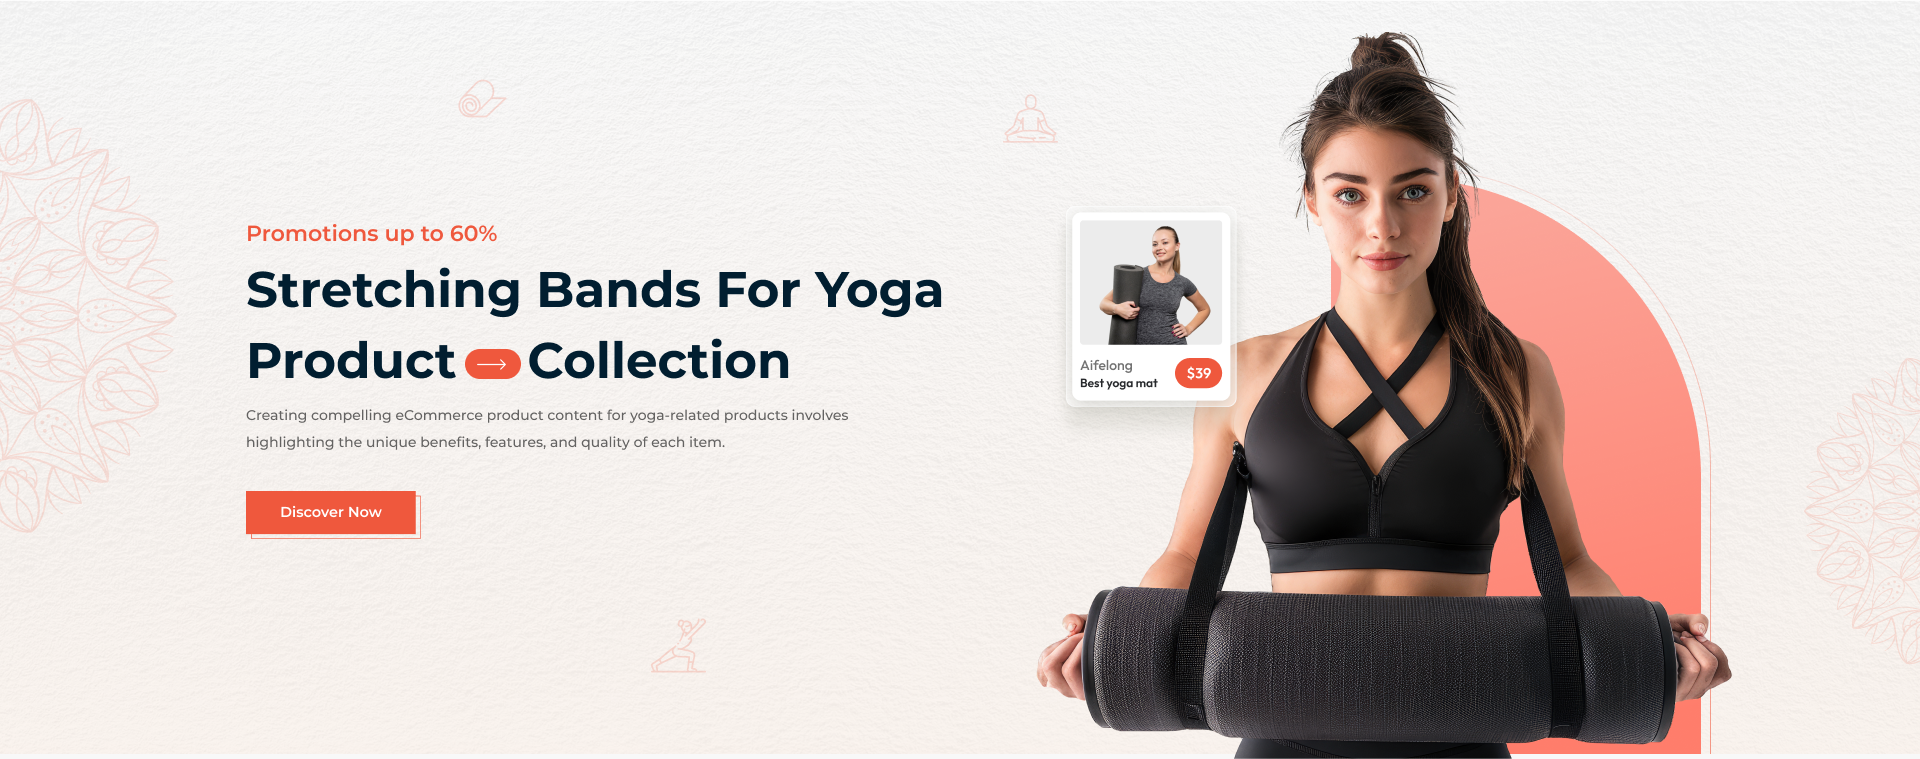 Promotions up to 60%
Stretching Bands For Yoga
Product Collection
Creating compelling eCommerce product content for yoga-related products involves
highlighting the unique benefits, features, and quality of each item.
Discover Now
Aifelong
Best yoga mat
$39